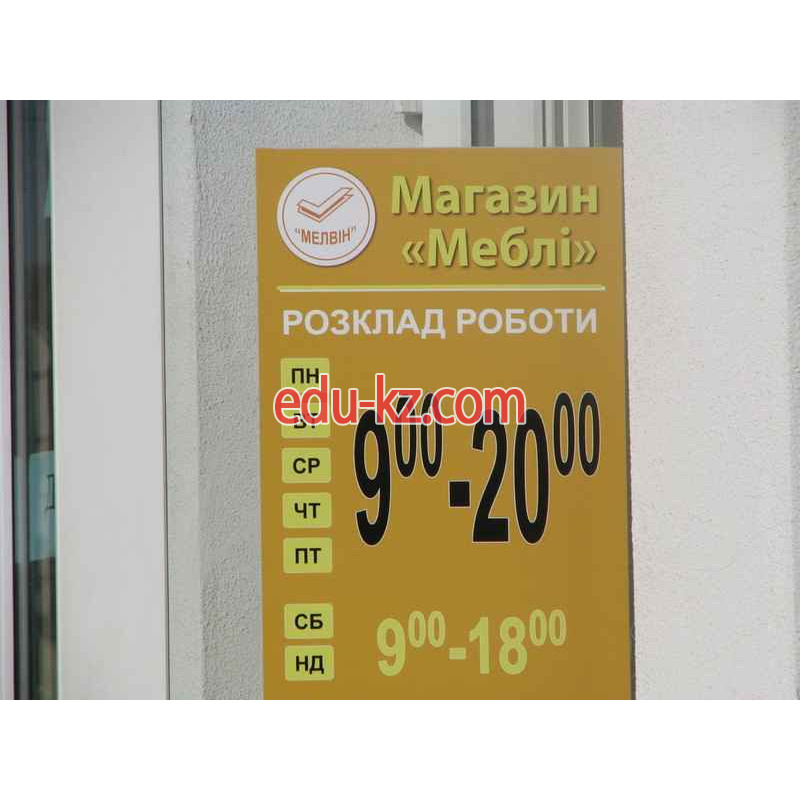 Магазин
«Меблі»
"МЕЛВІН"
РОЗКЛАД РОБОТИ
ПН
ВТ
СР
ЧТ
ПТ
9⁰⁰-20⁰⁰
edu-kz.com
СБ
НД
9⁰⁰-18⁰⁰